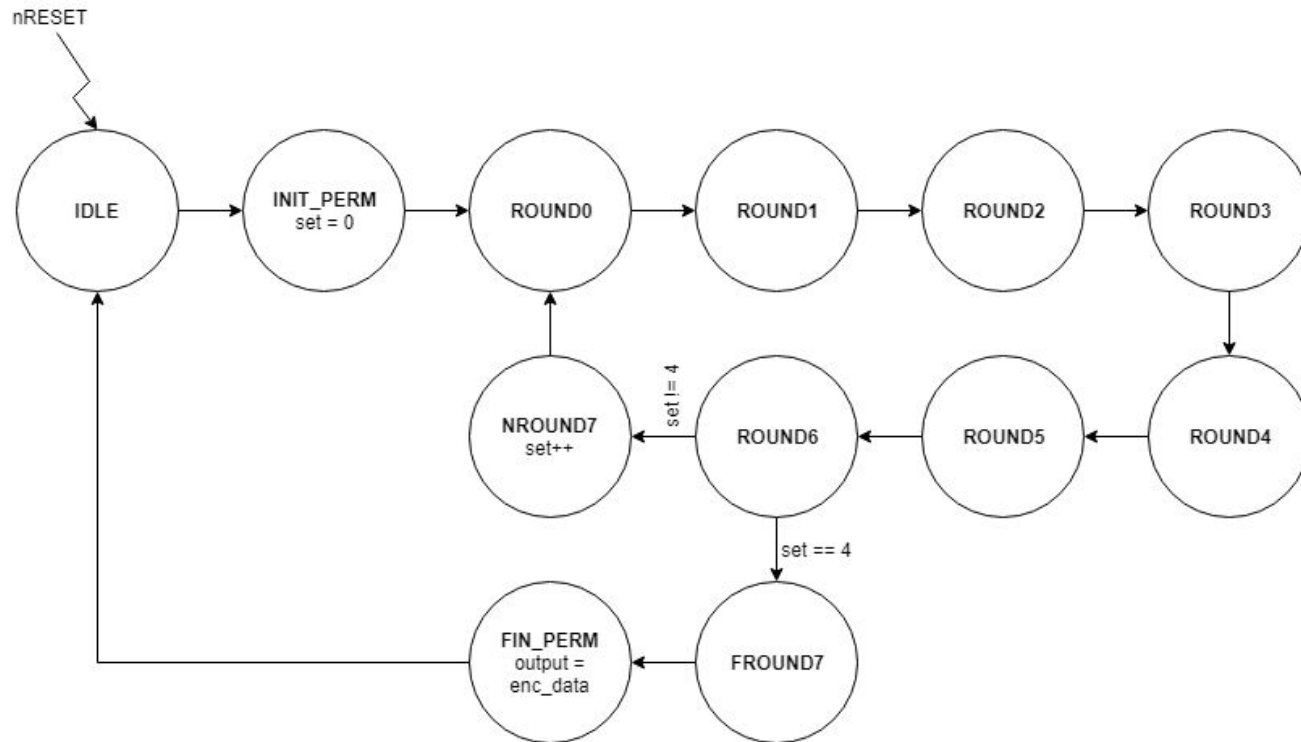 nRESET
IDLE
INIT_PERM
set = 0
ROUND0
ROUND1
ROUND2
ROUND3
NROUND7
set++
set != 4
ROUND6
ROUND5
ROUND4
set == 4
FIN_PERM
output =
enc_data
FROUND7